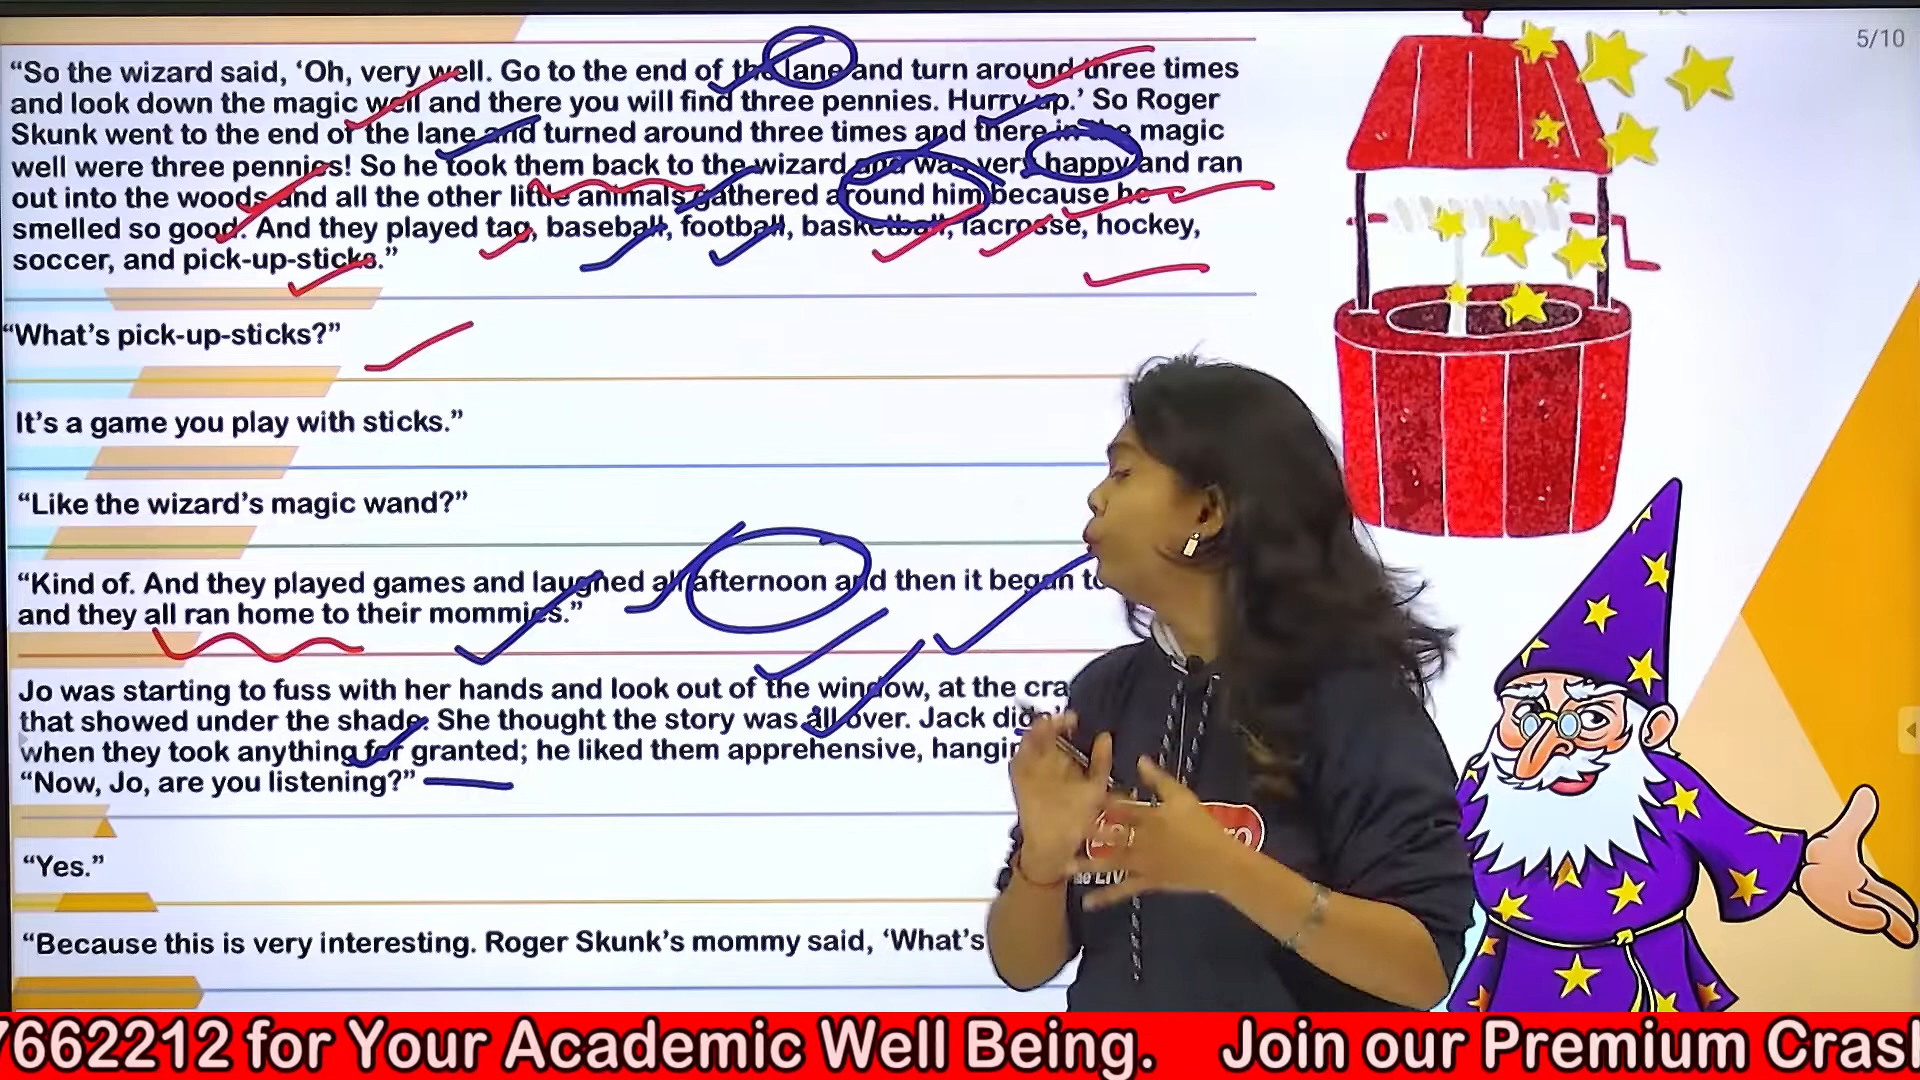 5/10
“So the wizard said, ‘Oh, very well. Go to the end of the lane and turn around three times
and look down the magic well and there you will find three pennies. Hurry up.’ So Roger
Skunk went to the end of the lane and turned around three times and there in the magic
well were three pennies! So he took them back to the wizard and was very happy and ran
out into the woods and all the other little animals gathered around him because he
smelled so good. And they played tag, baseball, football, basketball, lacrosse, hockey,
soccer, and pick-up-sticks.”
“What’s pick-up-sticks?”
It’s a game you play with sticks.”
“Like the wizard’s magic wand?”
“Kind of. And they played games and laughed all afternoon and then it began to
and they all ran home to their mommies.”
Jo was starting to fuss with her hands and look out of the window, at the
that showed under the shade. She thought the story was all over. Jack
when they took anything for granted; he liked them apprehensive,
“Now, Jo, are you listening?”
“Yes.”
“Because this is very interesting. Roger Skunk’s mommy said, ‘What’s
7662212 for Your Academic Well Being. Join our Premium